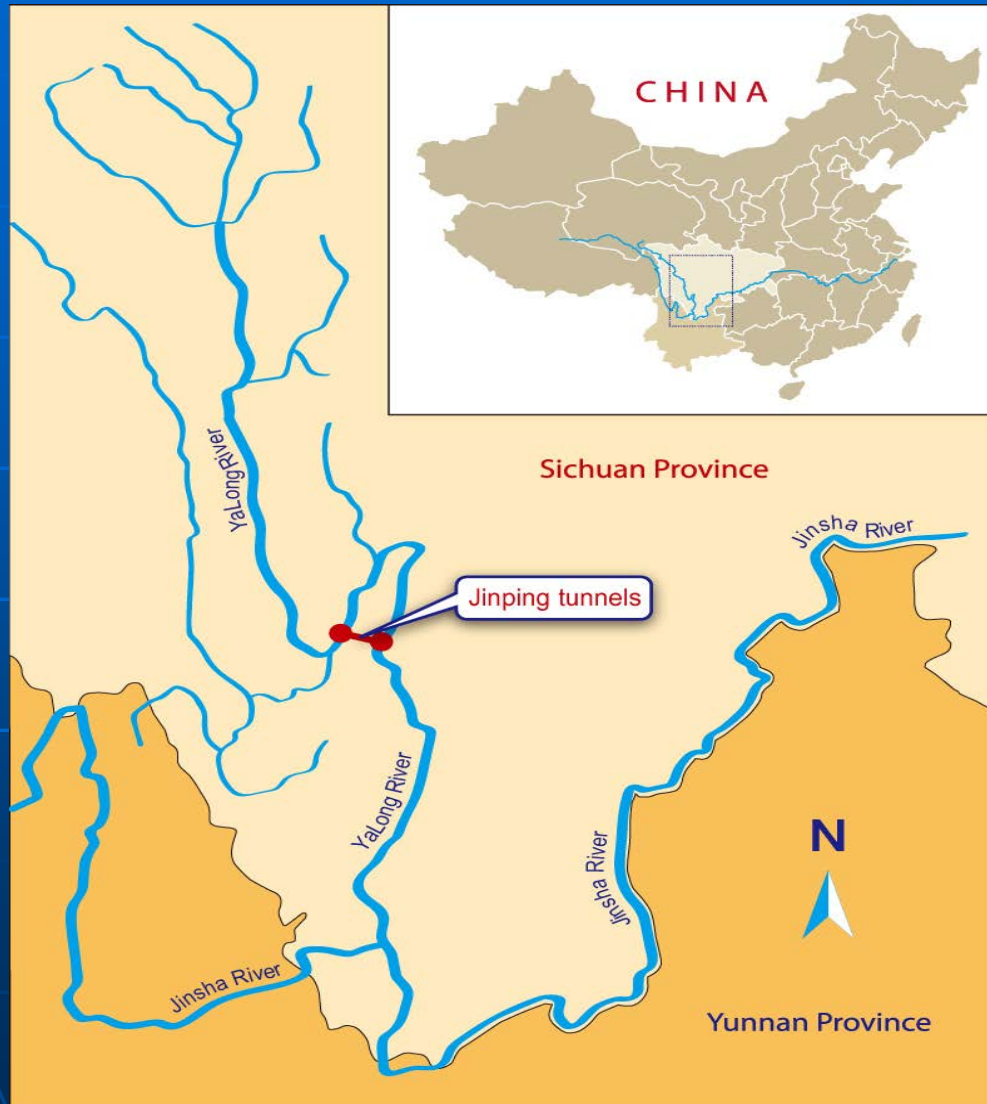 CHINA
Sichuan Province
YaLongRiver
Jinsha River
Jinping tunnels
YaLong River
Jinsha River
N
Jinsha River
Yunnan Province